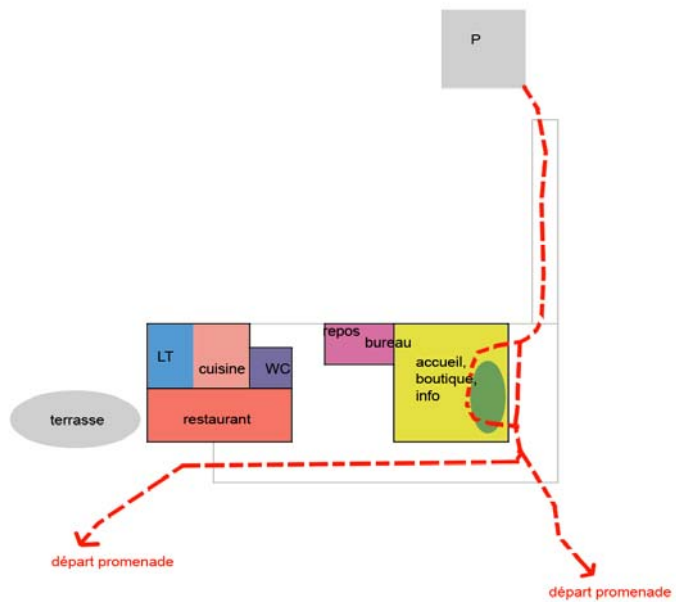 P
repos
bureau
LT
cuisine
WC
accueil,
boutique,
info
terrasse
restaurant
départ promenade
départ promenade